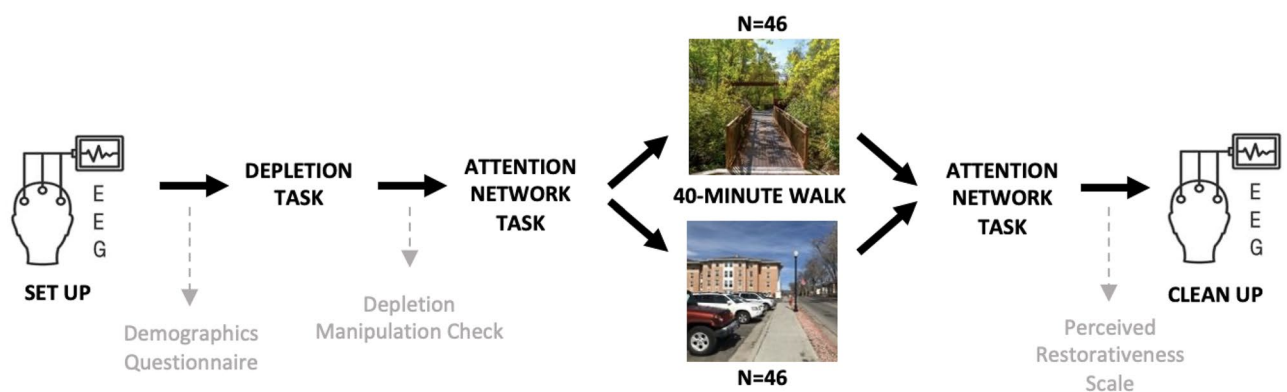 N=46
E
E
G
SET UP
Demographics
Questionnaire
DEPLETION
TASK
Depletion
Manipulation Check
ATTENTION
NETWORK
TASK
40-MINUTE WALK
N=46
ATTENTION
NETWORK
TASK
Perceived
Restorativeness
Scale
E
E
G
CLEAN UP